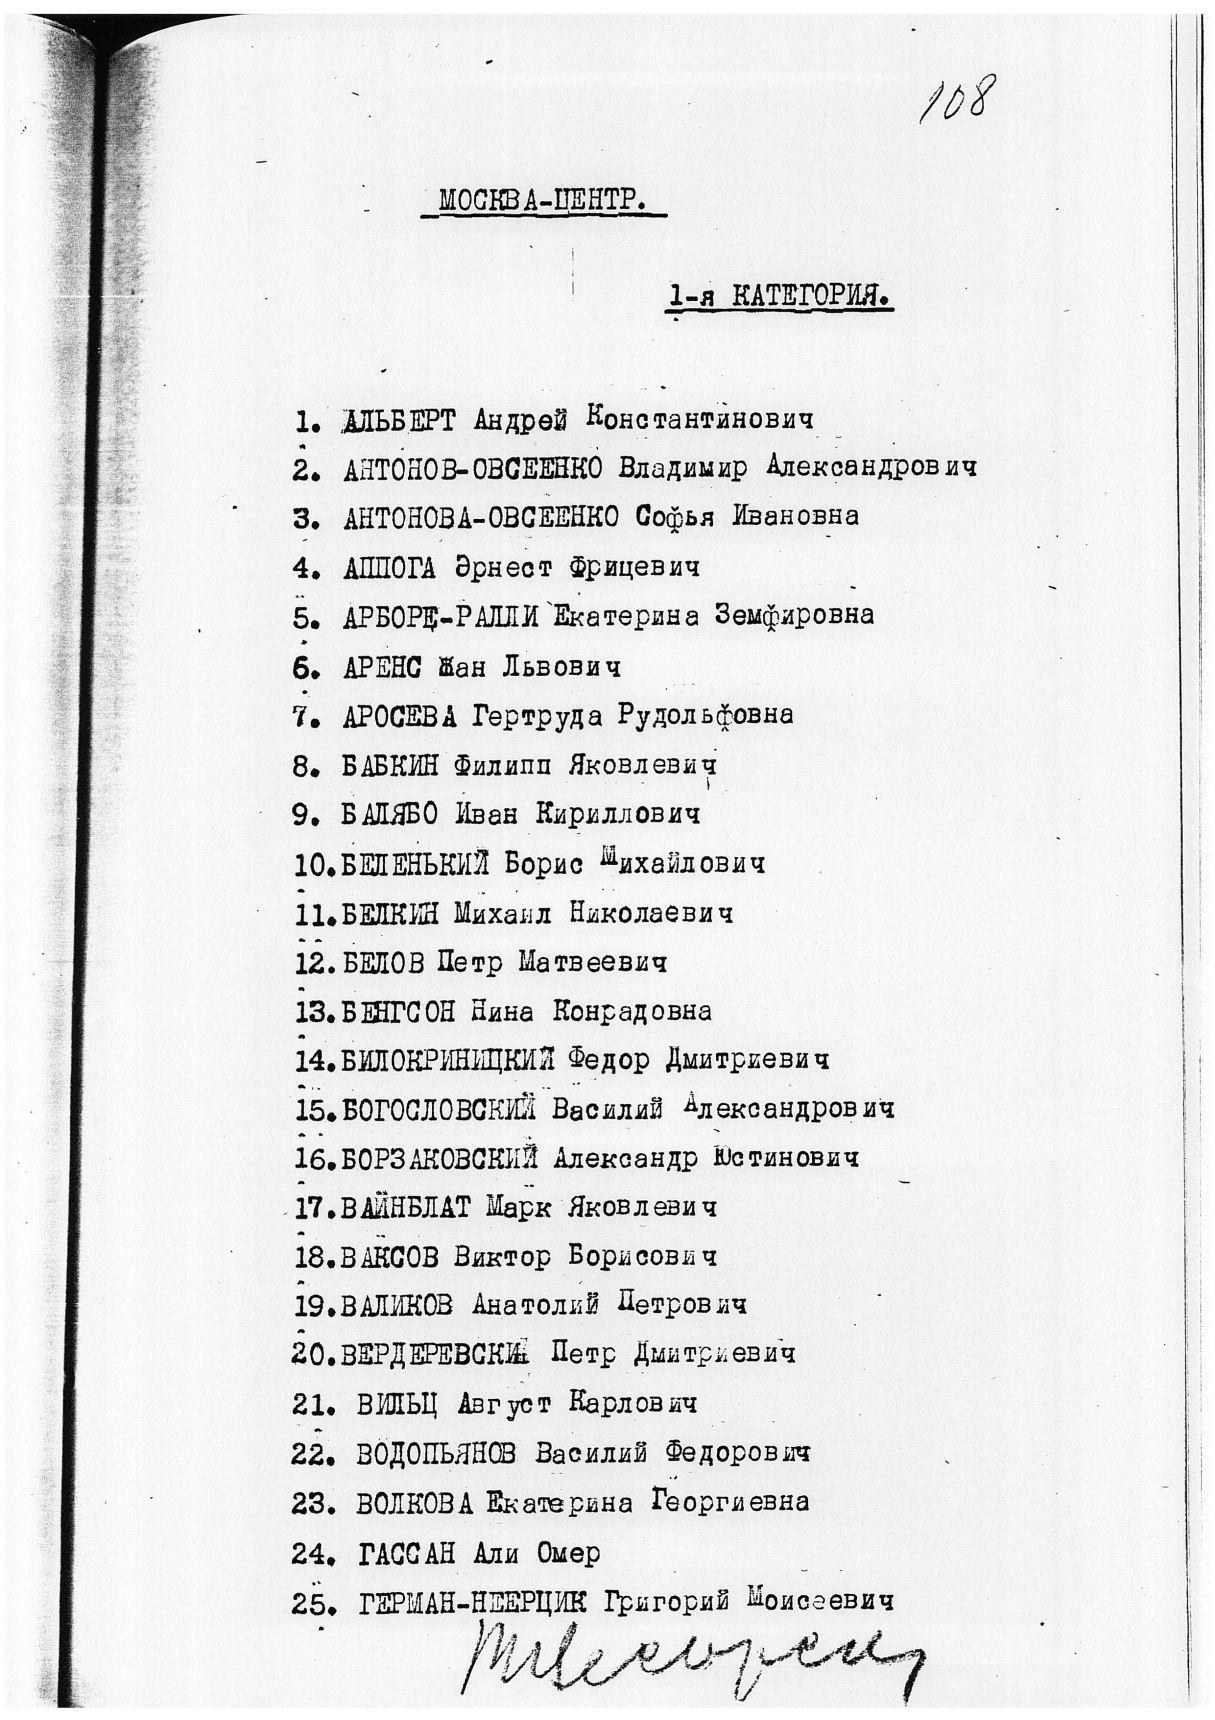 108
МОСКВА-ЦЕНТР.
1-я КАТЕГОРИЯ.
1. АЛЬБЕРТ Андрей Константинович
2. АНТОНОВ-ОВСЕЕНКО Владимир Александрович
3. АНТОНОВА-ОВСЕЕНКО Софья Ивановна
4. АППОГА Эрнест Фрицевич
5. АРБОРЕ-РАЛЛИ Екатерина Земфировна
6. АРЕНС Жан Львович
7. АРОСЕВА Гертруда Рудольфовна
8. БАБКИН Филипп Яковлевич
9. БАЛЯБО Иван Кириллович
10. БЕЛЕНЬКИЙ Борис Михайлович
11. БЕЛКИН Михаил Николаевич
12. БЕЛОВ Петр Матвеевич
13. БЕНГСОН Нина Конрадовна
14. БИЛОКРИНИЦКИЙ Федор Дмитриевич
15. БОГОСЛОВСКИЙ Василий Александрович
16. БОРЗАКОВСКИЙ Александр Юстинович
17. ВАЙНБЛАТ Марк Яковлевич
18. ВАКСОВ Виктор Борисович
19. ВАЛИКОВ Анатолий Петрович
20. ВЕРДЕРЕВСКИЙ Петр Дмитриевич
21. ВИЛЬЦ Август Карлович
22. ВОДОПЬЯНОВ Василий Федорович
23. ВОЛКОВА Екатерина Георгиевна
24. ГАССАН Али Омер
25. ГЕРМАН-НЕЕРЦИК Григорий Моисеевич